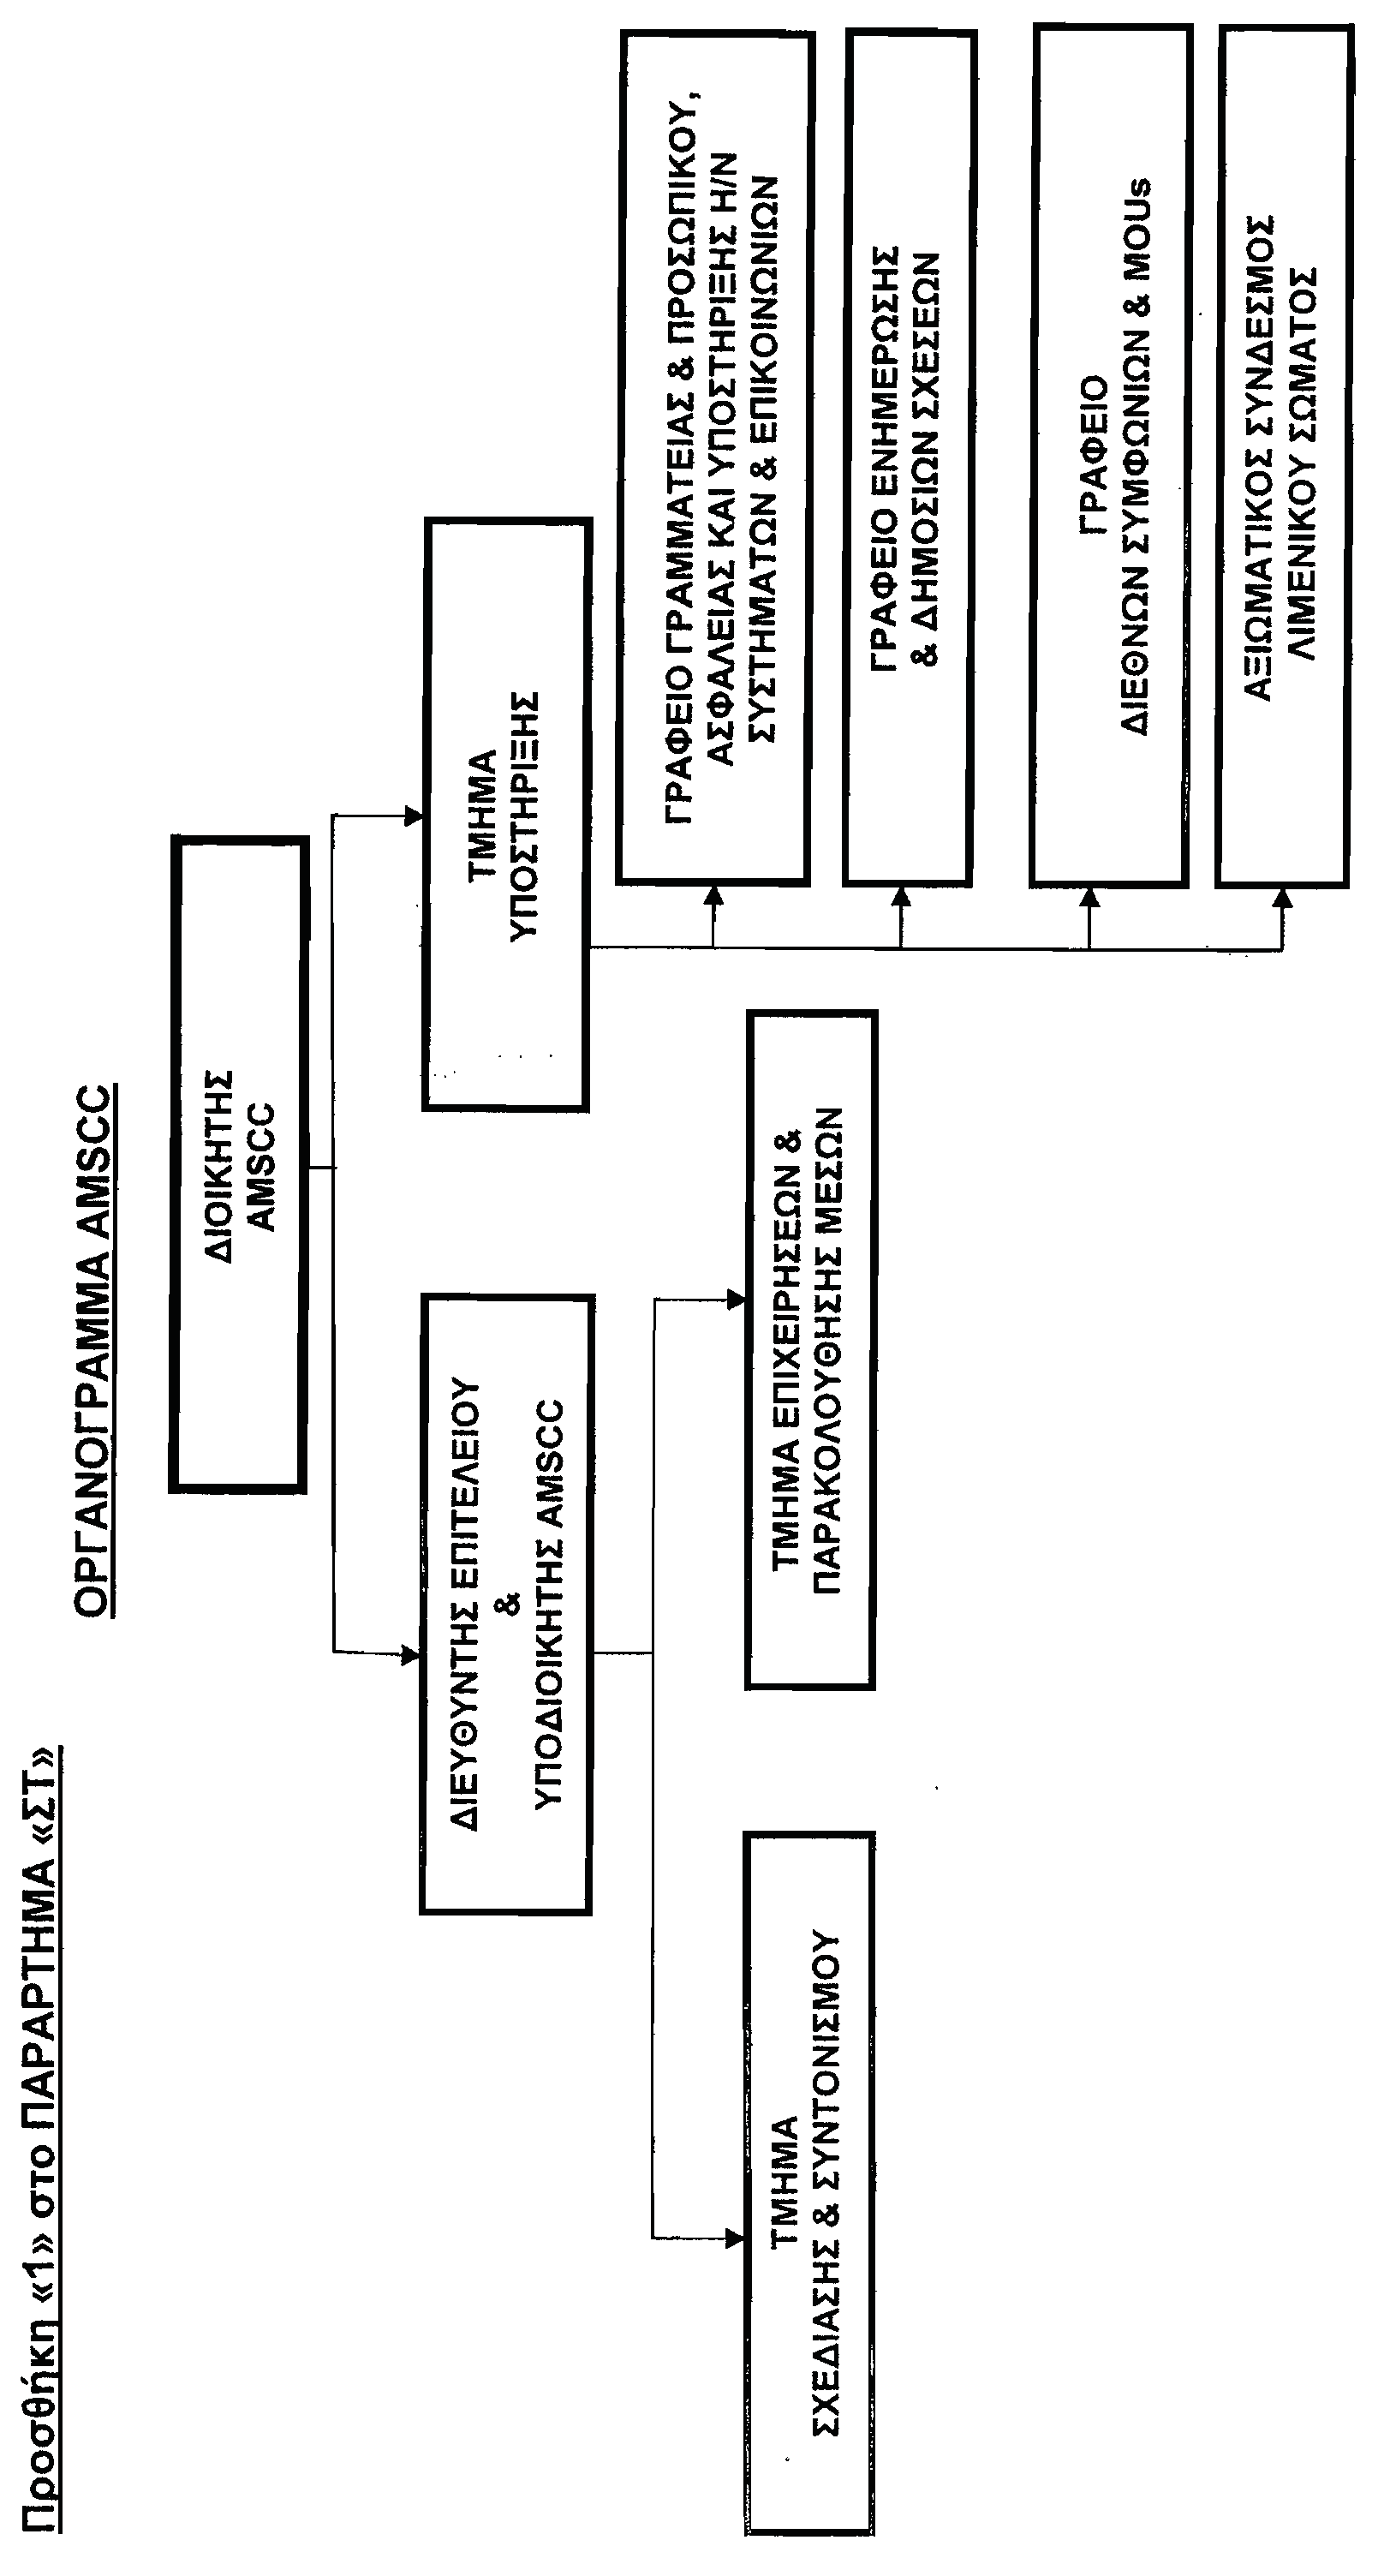 Προσθήκη «1» στο ΠΑΡΑΡΤΗΜΑ «ΣΤ»
ΟΡΓΑΝΟΓΡΑΜΜΑ AMSCC
ΔΙΟΙΚΗΤΗΣ
AMSCC
ΔΙΕΥΘΥΝΤΗΣ ΕΠΙΤΕΛΕΙΟΥ
&
ΥΠΟΔΙΟΙΚΗΤΗΣ AMSCC
ΤΜΗΜΑ
ΥΠΟΣΤΗΡΙΞΗΣ
ΤΜΗΜΑ
ΣΧΕΔΙΑΣΗΣ & ΣΥΝΤΟΝΙΣΜΟΥ
ΤΜΗΜΑ ΕΠΙΧΕΙΡΗΣΕΩΝ &
ΠΑΡΑΚΟΛΟΥΘΗΣΗΣ ΜΕΣΩΝ
ΓΡΑΦΕΙΟ ΓΡΑΜΜΑΤΕΙΑΣ & ΠΡΟΣΩΠΙΚΟΥ,
ΑΣΦΑΛΕΙΑΣ ΚΑΙ ΥΠΟΣΤΗΡΙΞΗΣ Η/Ν
ΣΥΣΤΗΜΑΤΩΝ & ΕΠΙΚΟΙΝΩΝΙΩΝ
ΓΡΑΦΕΙΟ ΕΝΗΜΕΡΩΣΗΣ
& ΔΗΜΟΣΙΩΝ ΣΧΕΣΕΩΝ
ΓΡΑΦΕΙΟ
ΔΙΕΘΝΩΝ ΣΥΜΦΩΝΙΩΝ & MOUs
ΑΞΙΩΜΑΤΙΚΟΣ ΣΥΝΔΕΣΜΟΣ
ΛΙΜΕΝΙΚΟΥ ΣΩΜΑΤΟΣ